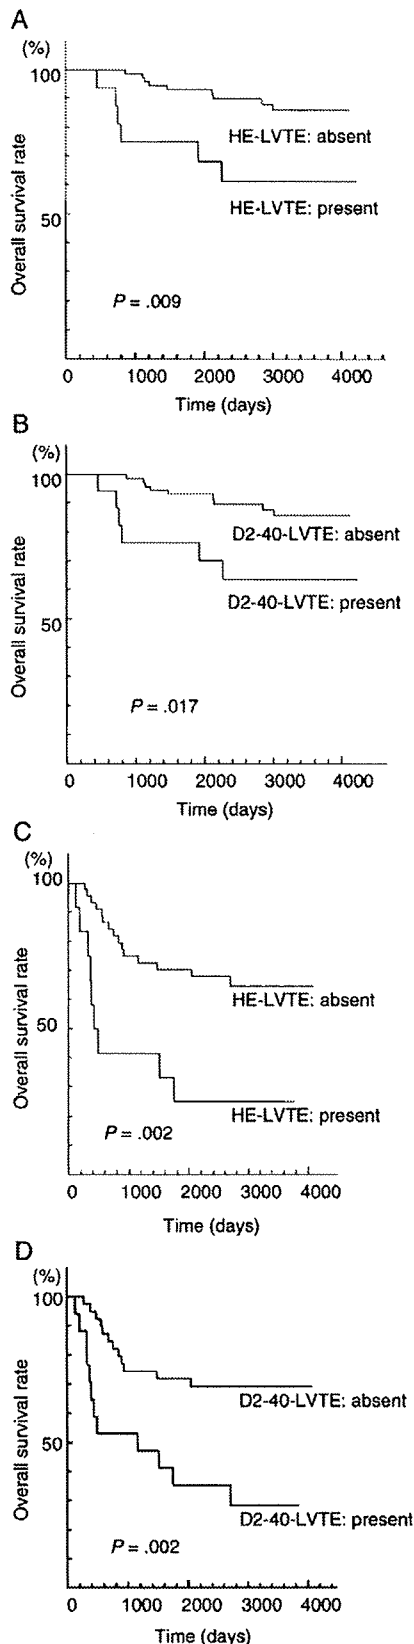 A
(%)
100
HE-LVTE: absent
HE-LVTE: present
50
Overall survival rate
P = .009
0 1000 2000 3000 4000
Time (days)
B
(%)
100
D2-40-LVTE: absent
D2-40-LVTE: present
50
Overall survival rate
P = .017
0 1000 2000 3000 4000
Time (days)
C
(%)
100
HE-LVTE: absent
50
HE-LVTE: present
Overall survival rate
P = .002
0 1000 2000 3000 4000
Time (days)
D
(%)
100
D2-40-LVTE: absent
50
D2-40-LVTE: present
Overall survival rate
P = .002
0 1000 2000 3000 4000
Time (days)